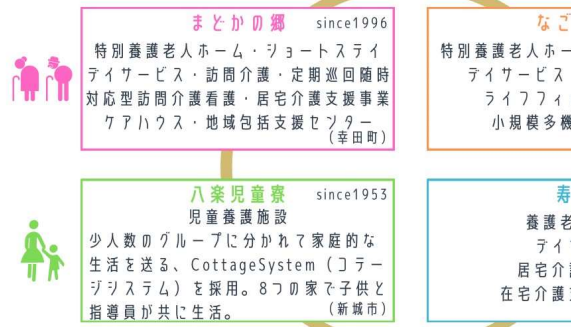 まどかの郷 since1996
特別養護老人ホーム・ショートステイ
デイサービス・訪問介護・定期巡回随時
対応型訪問介護看護・居宅介護支援事業
ケアハウス・地域包括支援センター
(幸田町)
なご
特別養護老人ホー
デイサービス
ライフフィ
小規模多機
八楽児童寮 since1953
児童養護施設
少人数のグループに分かれて家庭的な
生活を送る、CottageSystem(コテー
ジシステム)を採用。8つの家で子供と
指導員が共に生活。 (新城市)
寿
養護老
デイ
居宅介
在宅介護